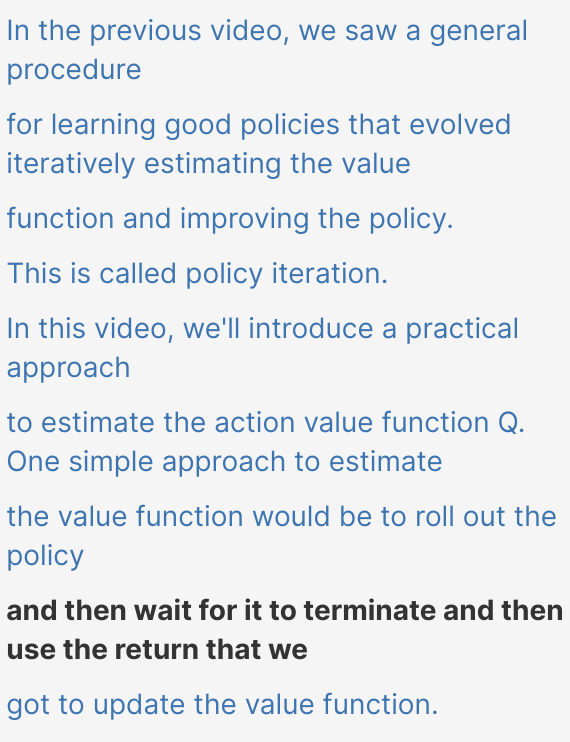 In the previous video, we saw a general
procedure
for learning good policies that evolved
iteratively estimating the value
function and improving the policy.
This is called policy iteration.
In this video, we'll introduce a practical
approach
to estimate the action value function Q.
One simple approach to estimate
the value function would be to roll out the
policy
and then wait for it to terminate and then
use the return that we
got to update the value function.